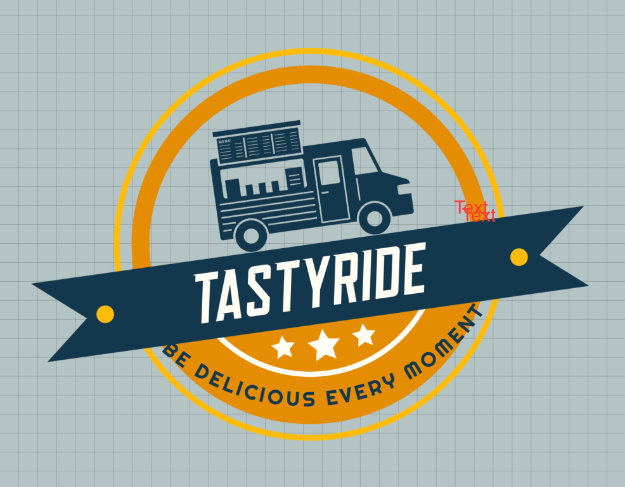 Text
Text
TASTYRIDE
BE DELICIOUS EVERY MOMENT